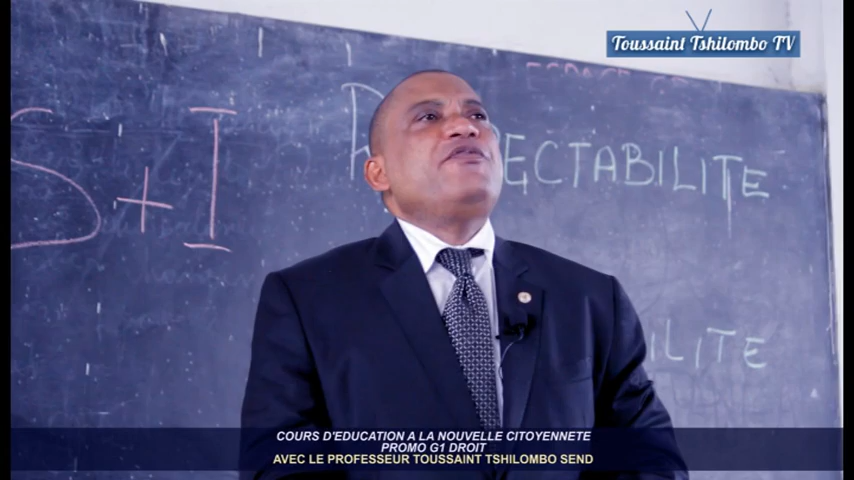 Toussaint Tshilombo TV
S+I
ECTABILITE
ILITE
COURS D'EDUCATION A LA NOUVELLE CITOYENNETE
PROMO G1 DROIT
AVEC LE PROFESSEUR TOUSSAINT TSHILOMBO SEND